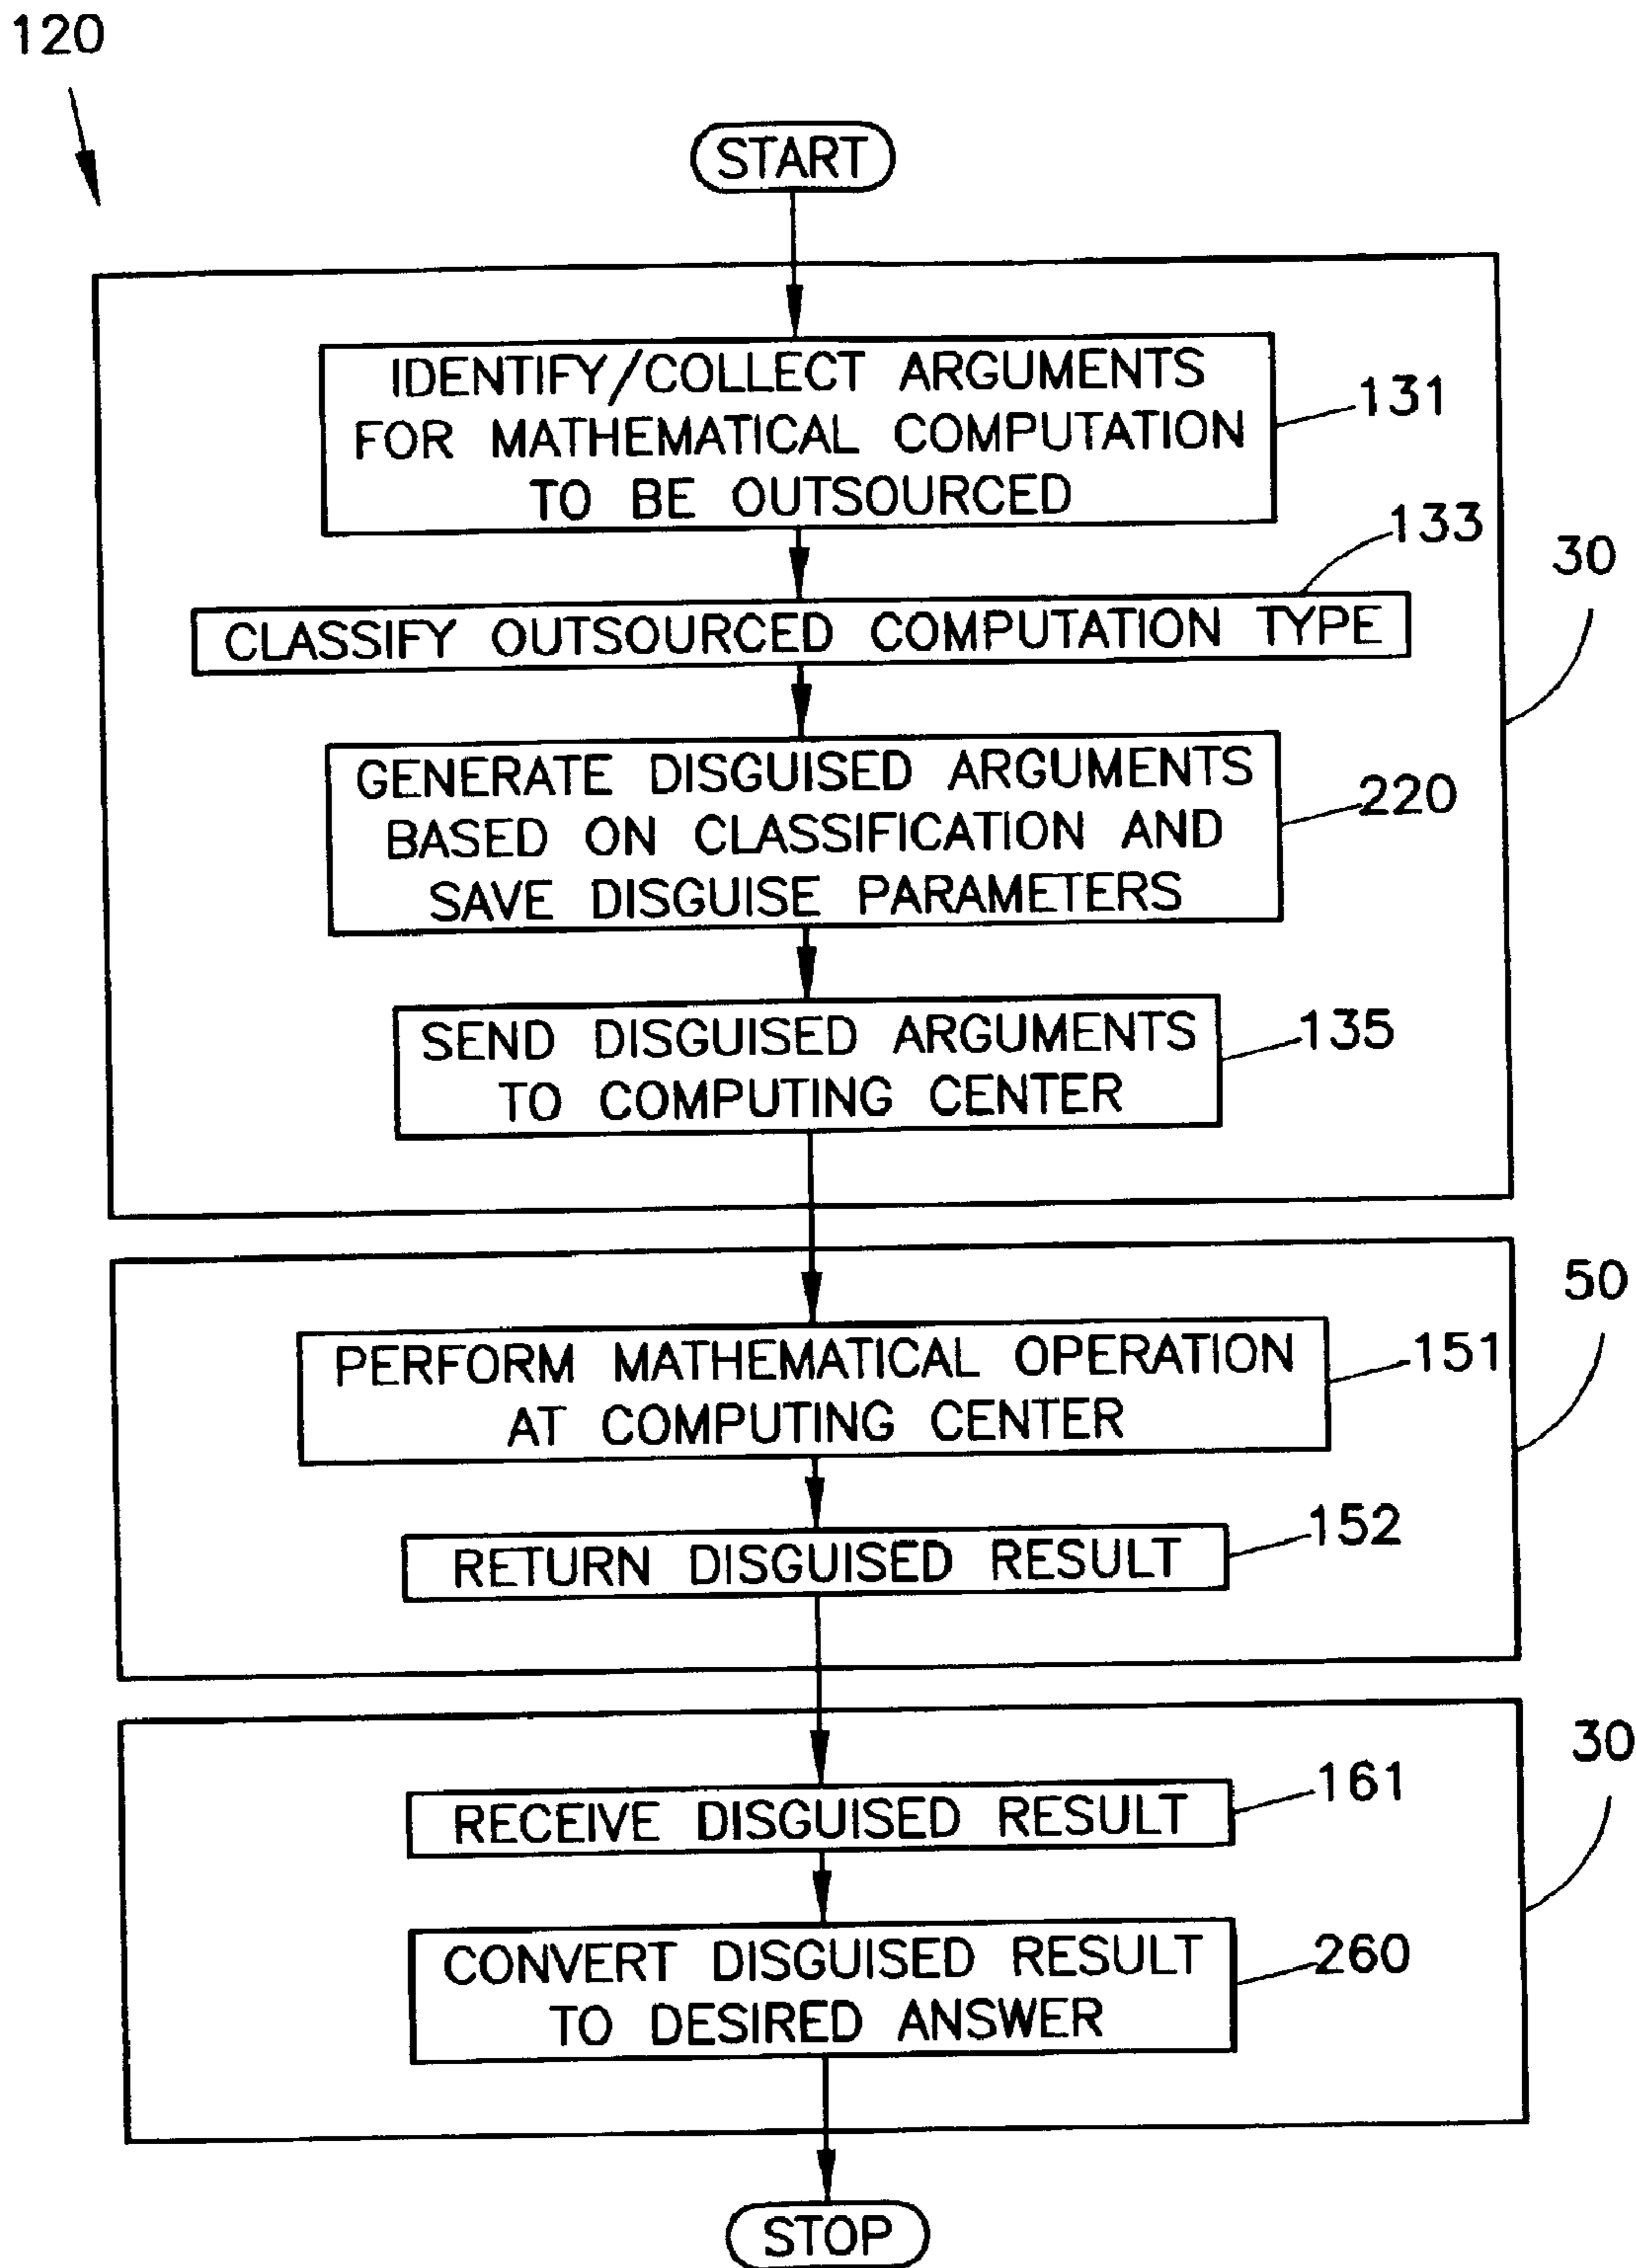 120
START
IDENTIFY/COLLECT ARGUMENTS
FOR MATHEMATICAL COMPUTATION
TO BE OUTSOURCED
131
133
CLASSIFY OUTSOURCED COMPUTATION TYPE
30
GENERATE DISGUISED ARGUMENTS
BASED ON CLASSIFICATION AND
SAVE DISGUISE PARAMETERS
220
SEND DISGUISED ARGUMENTS
TO COMPUTING CENTER
135
50
PERFORM MATHEMATICAL OPERATION
AT COMPUTING CENTER
151
RETURN DISGUISED RESULT
152
30
RECEIVE DISGUISED RESULT
161
CONVERT DISGUISED RESULT
TO DESIRED ANSWER
260
STOP